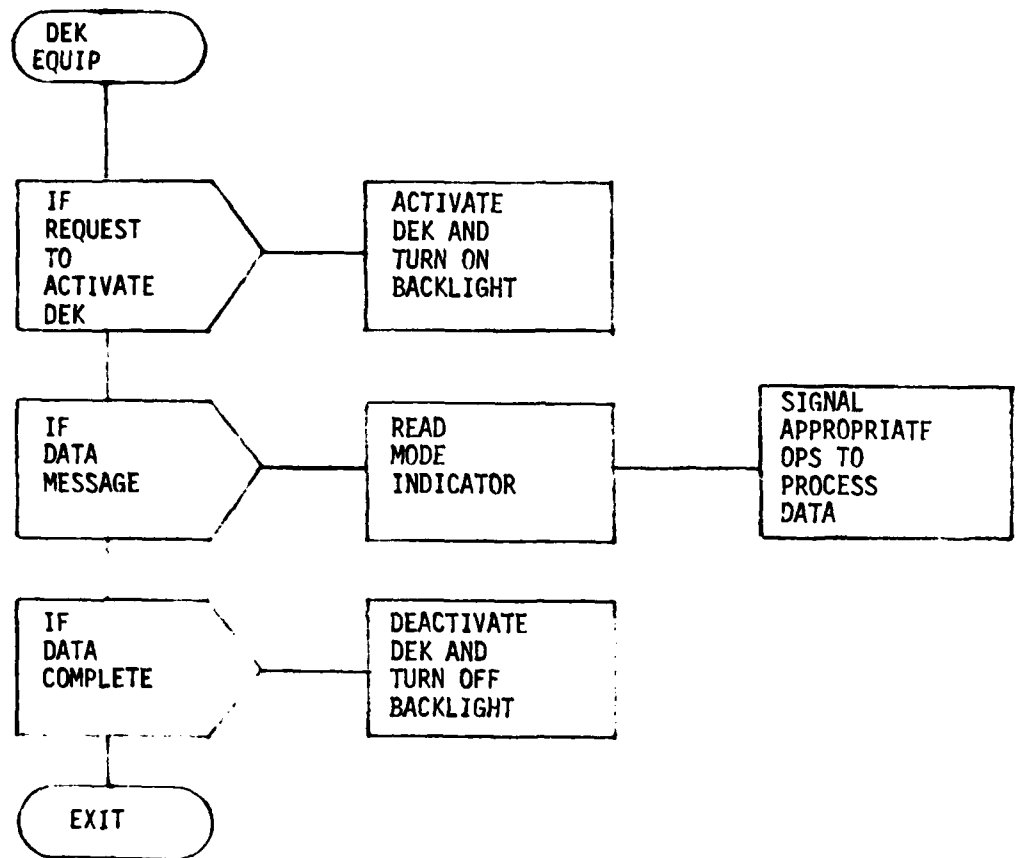 DEK
EQUIP
IF
REQUEST
TO
ACTIVATE
DEK
ACTIVATE
DEK AND
TURN ON
BACKLIGHT
IF
DATA
MESSAGE
READ
MODE
INDICATOR
SIGNAL
APPROPRIATE
OPS TO
PROCESS
DATA
IF
DATA
COMPLETE
DEACTIVATE
DEK AND
TURN OFF
BACKLIGHT
EXIT